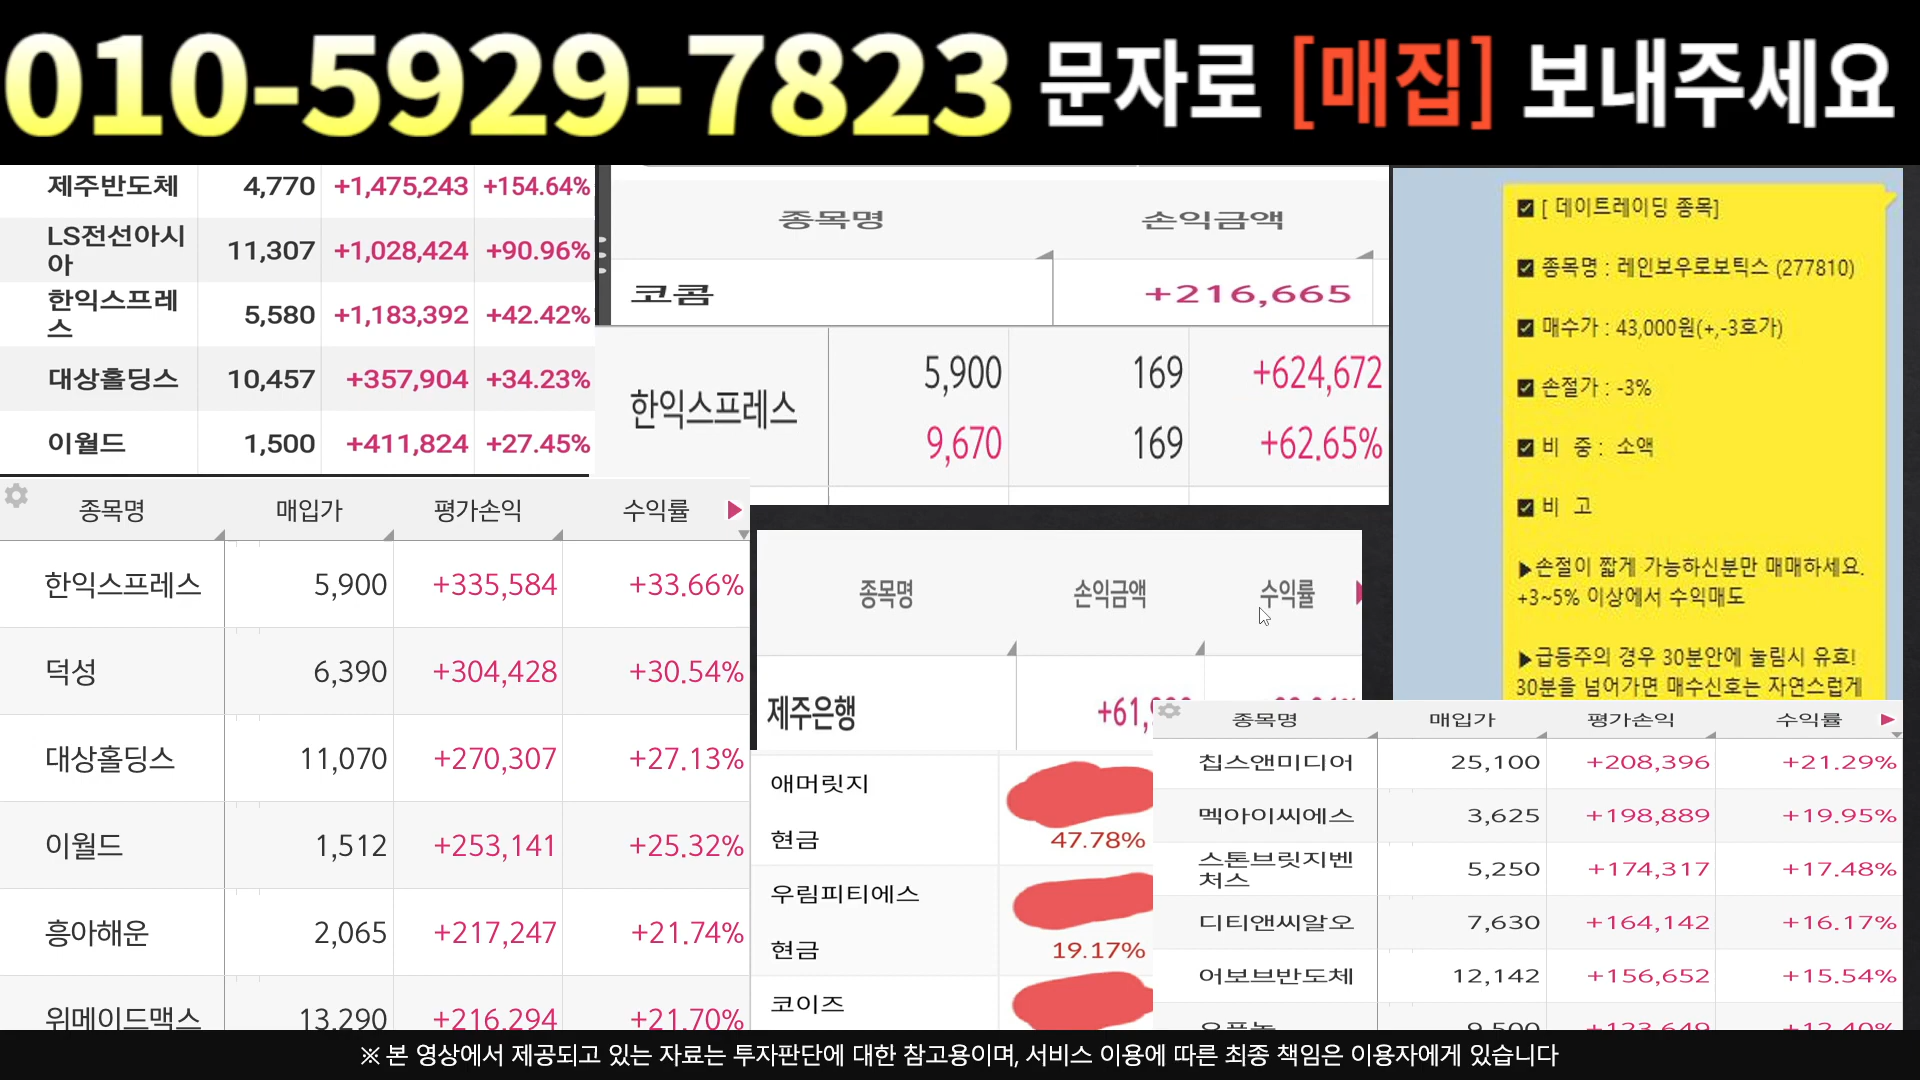 010-5929-7823 문자로 [매집] 보내주세요
제주반도체 4,770 +1,475,243 +154.64%
LS전선아시아 11,307 +1,028,424 +90.96%
한익스프레스 5,580 +1,183,392 +42.42%
대상홀딩스 10,457 +357,904 +34.23%
이월드 1,500 +411,824 +27.45%
종목명 손익금액
코콤 +216,665
한익스프레스 5,900 169 +624,672
9,670 169 +62.65%
[ 데이트레이딩 종목]
종목명 : 레인보우로보틱스 (277810)
매수가 : 43,000원(+,-3호가)
손절가 : -3%
비 중 : 소액
비 고
▶손절이 짧게 가능하신분만 매매하세요.
+3~5% 이상에서 수익매도
▶급등주의 경우 30분안에 눌림시 유효!
30분을 넘어가면 매수신호는 자연스럽게
종목명 매입가 평가손익 수익률
한익스프레스 5,900 +335,584 +33.66%
덕성 6,390 +304,428 +30.54%
대상홀딩스 11,070 +270,307 +27.13%
이월드 1,512 +253,141 +25.32%
흥아해운 2,065 +217,247 +21.74%
위메이드맥스 13,290 +216,294 +21.70%
종목명 손익금액 수익률
제주은행 +61,
애머릿지
현금 47.78%
우림피티에스
현금 19.17%
코이즈
종목명 매입가 평가손익 수익률
칩스앤미디어 25,100 +208,396 +21.29%
멕아이씨에스 3,625 +198,889 +19.95%
스톤브릿지벤처스 5,250 +174,317 +17.48%
디티앤씨알오 7,630 +164,142 +16.17%
어보브반도체 12,142 +156,652 +15.54%
※ 본 영상에서 제공되고 있는 자료는 투자판단에 대한 참고용이며, 서비스 이용에 따른 최종 책임은 이용자에게 있습니다